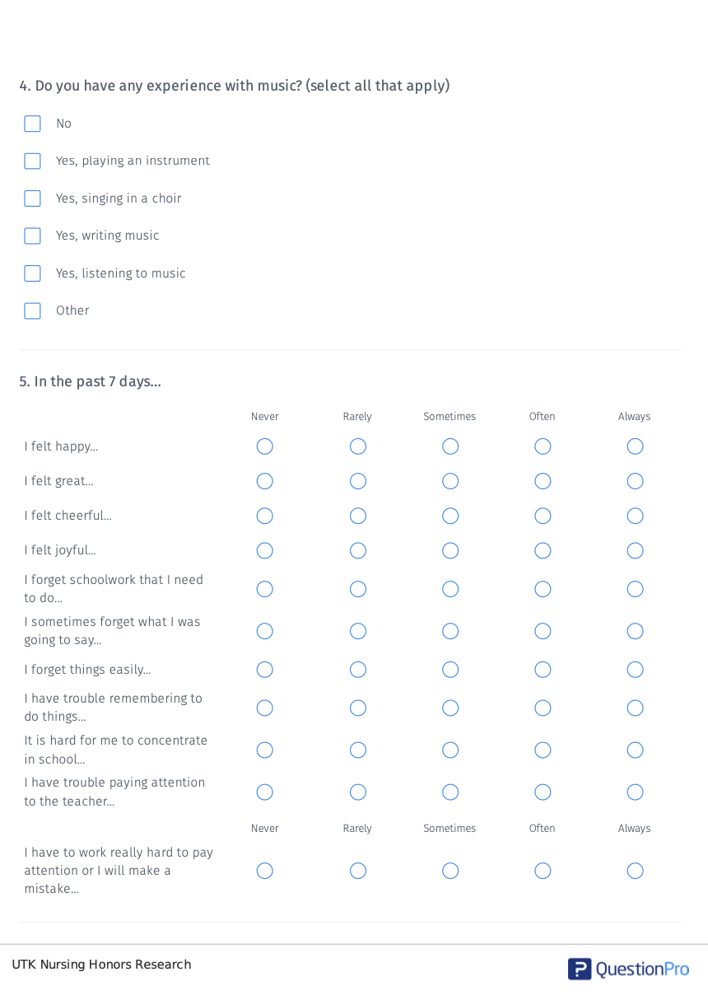 4. Do you have any experience with music? (select all that apply)
No
Yes, playing an instrument
Yes, singing in a choir
Yes, writing music
Yes, listening to music
Other
5. In the past 7 days...
Never Rarely Sometimes Often Always
I felt happy...
I felt great...
I felt cheerful...
I felt joyful...
I forget schoolwork that I need
to do...
I sometimes forget what I was
going to say...
I forget things easily...
I have trouble remembering to
do things...
It is hard for me to concentrate
in school...
I have trouble paying attention
to the teacher...
Never Rarely Sometimes Often Always
I have to work really hard to pay
attention or I will make a
mistake...
UTK Nursing Honors Research
QuestionPro